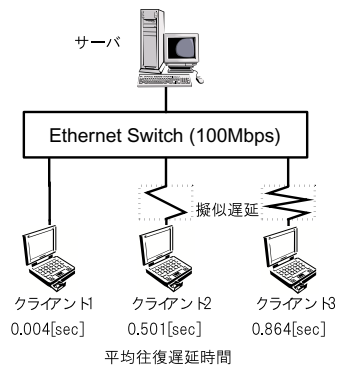 サーバ
Ethernet Switch (100Mbps)
擬似遅延
クライアント1 クライアント2 クライアント3
0.004[sec] 0.501[sec] 0.864[sec]
平均往復遅延時間